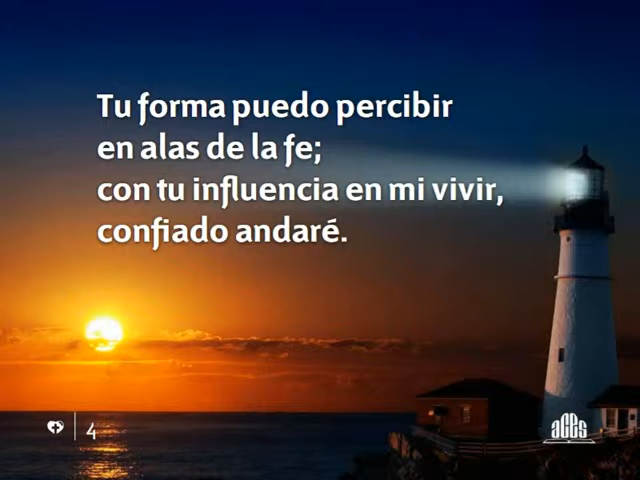 Tu forma puedo percibir
en alas de la fe;
con tu influencia en mi vivir,
confiado andaré.
4
aces